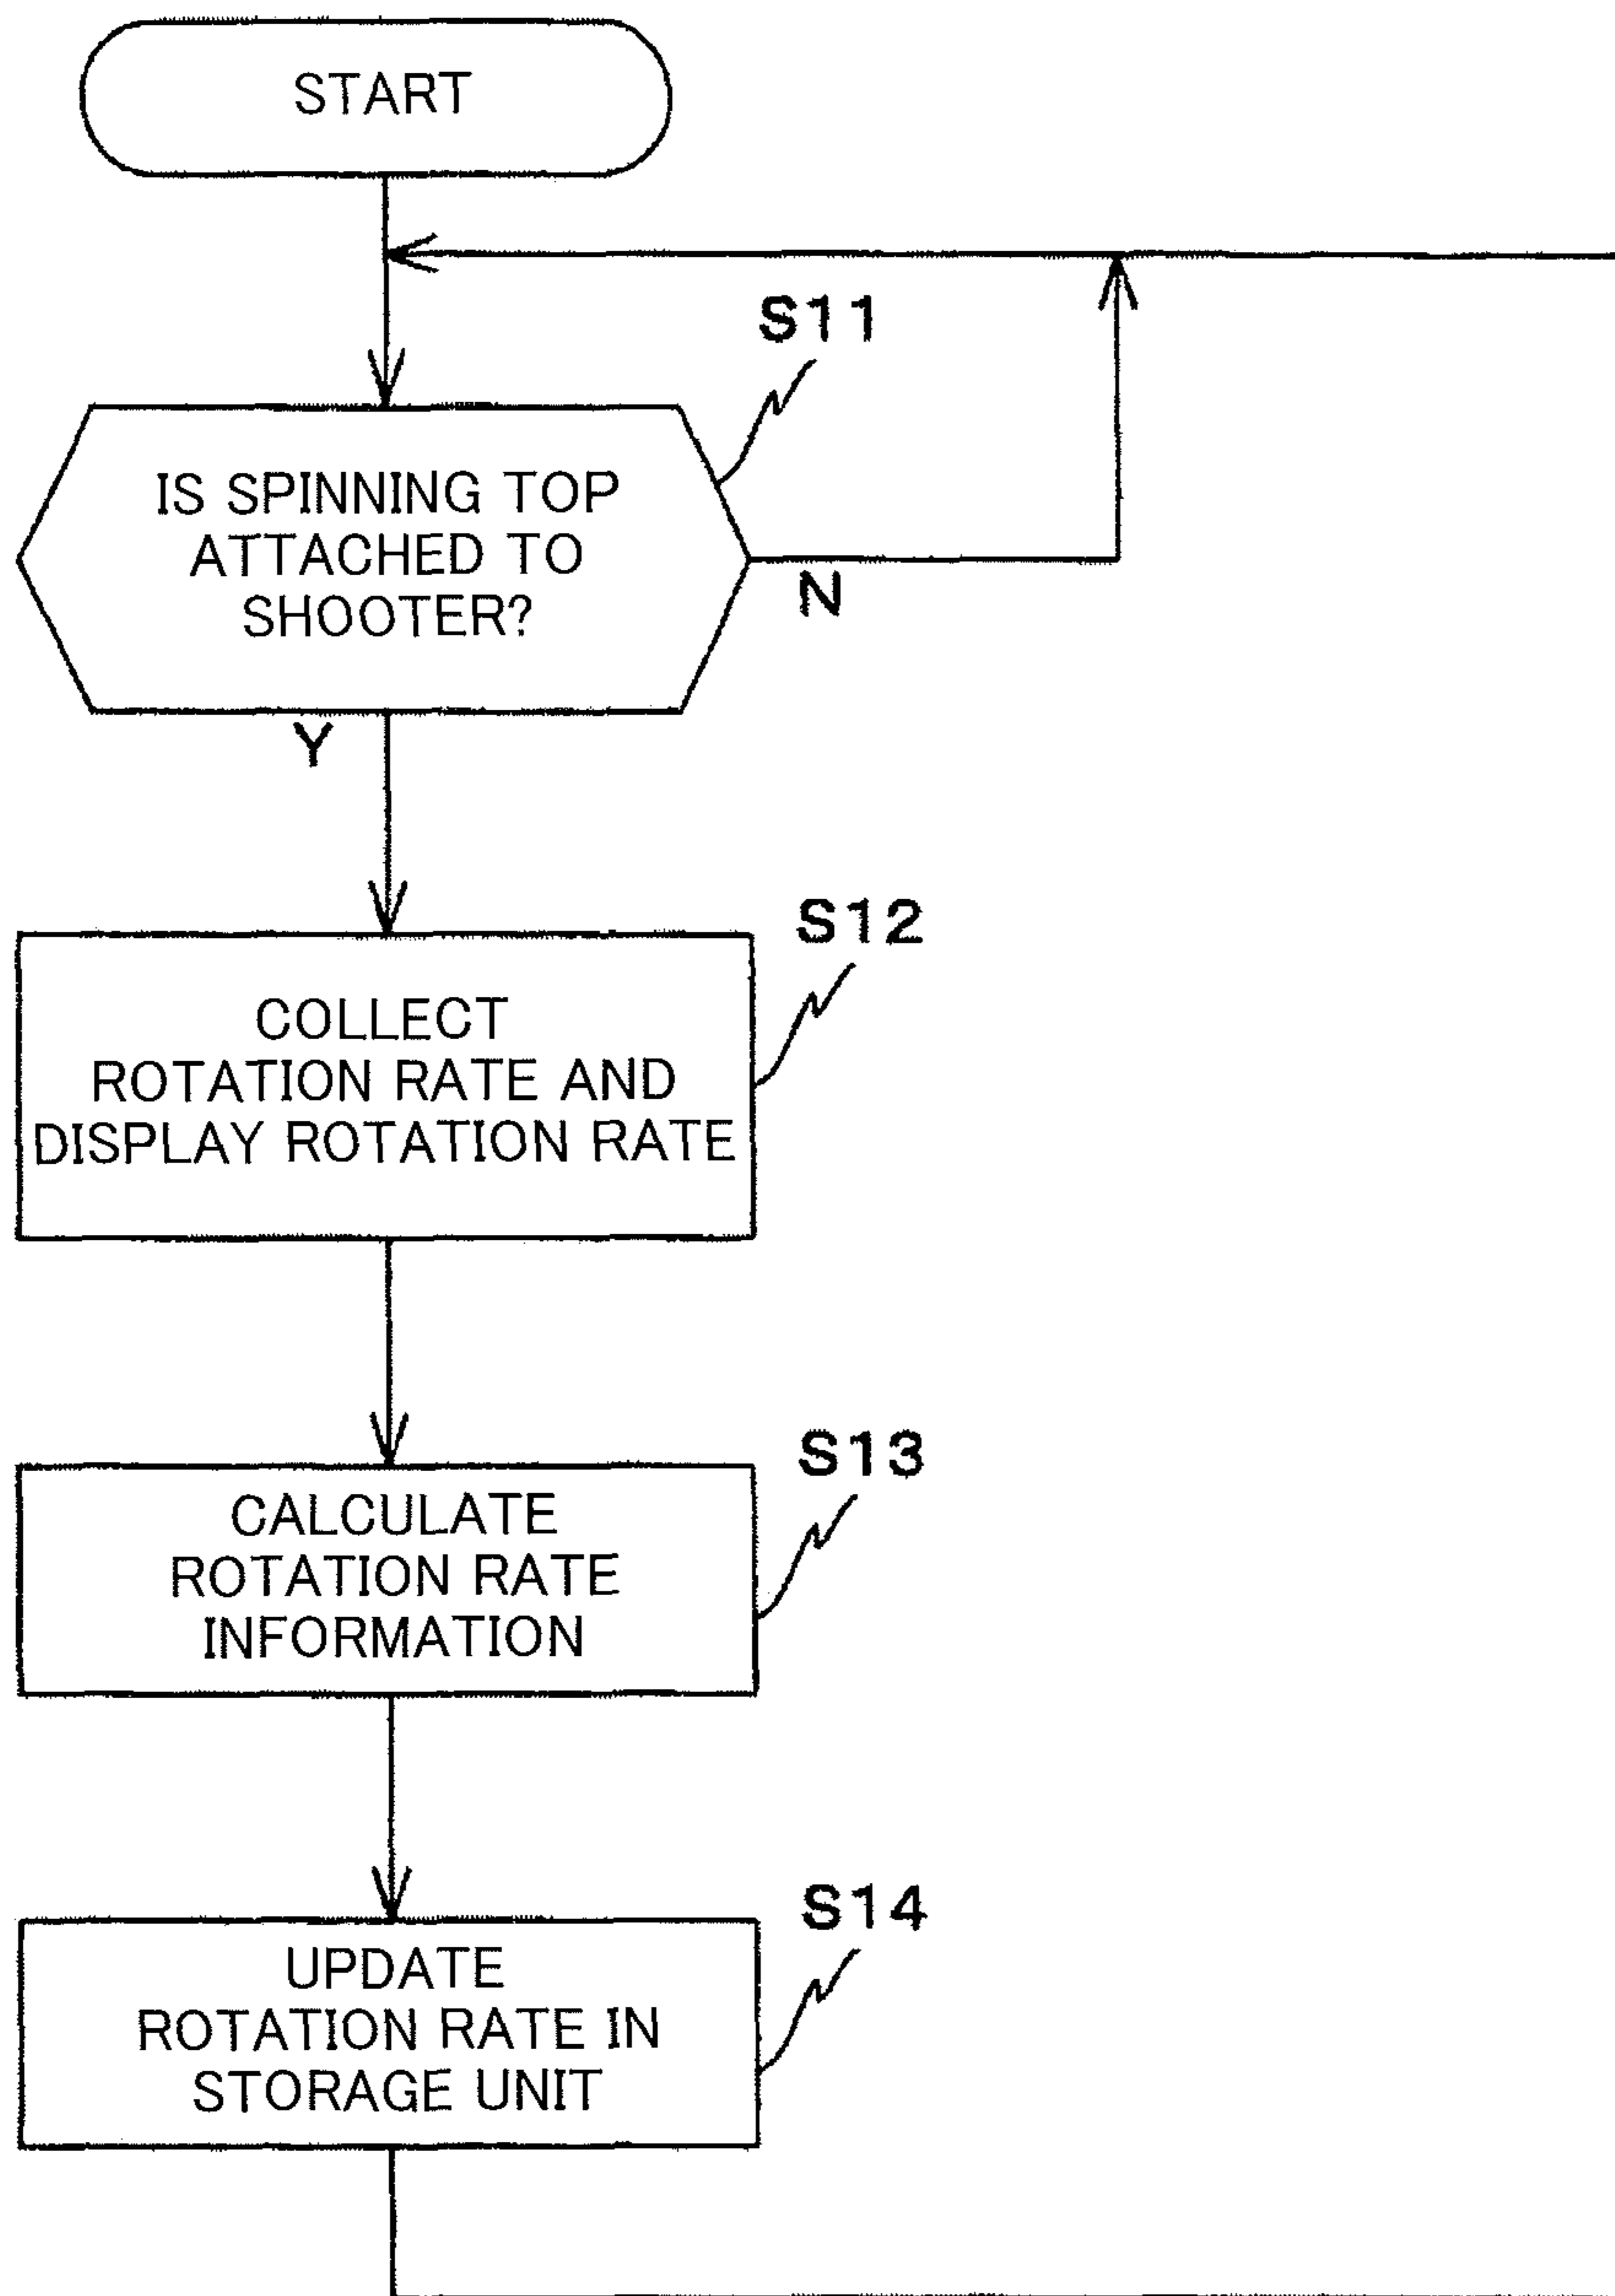 START
S11
IS SPINNING TOP
ATTACHED TO
SHOOTER?
N
Y
S12
COLLECT
ROTATION RATE AND
DISPLAY ROTATION RATE
S13
CALCULATE
ROTATION RATE
INFORMATION
S14
UPDATE
ROTATION RATE IN
STORAGE UNIT